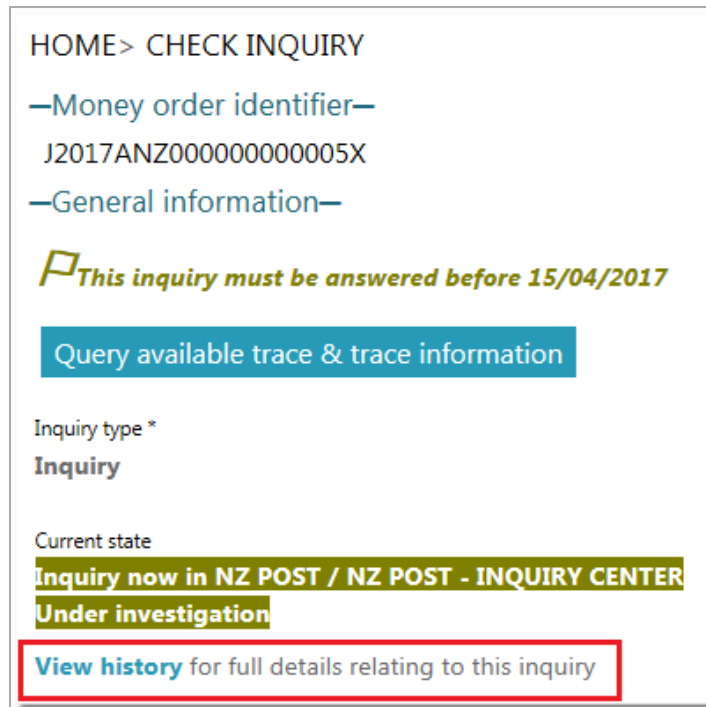 HOME> CHECK INQUIRY
—Money order identifier—
J2017ANZ000000000005X
—General information—
This inquiry must be answered before 15/04/2017
Query available trace & trace information
Inquiry type *
Inquiry
Current state
Inquiry now in NZ POST / NZ POST - INQUIRY CENTER
Under investigation
View history for full details relating to this inquiry